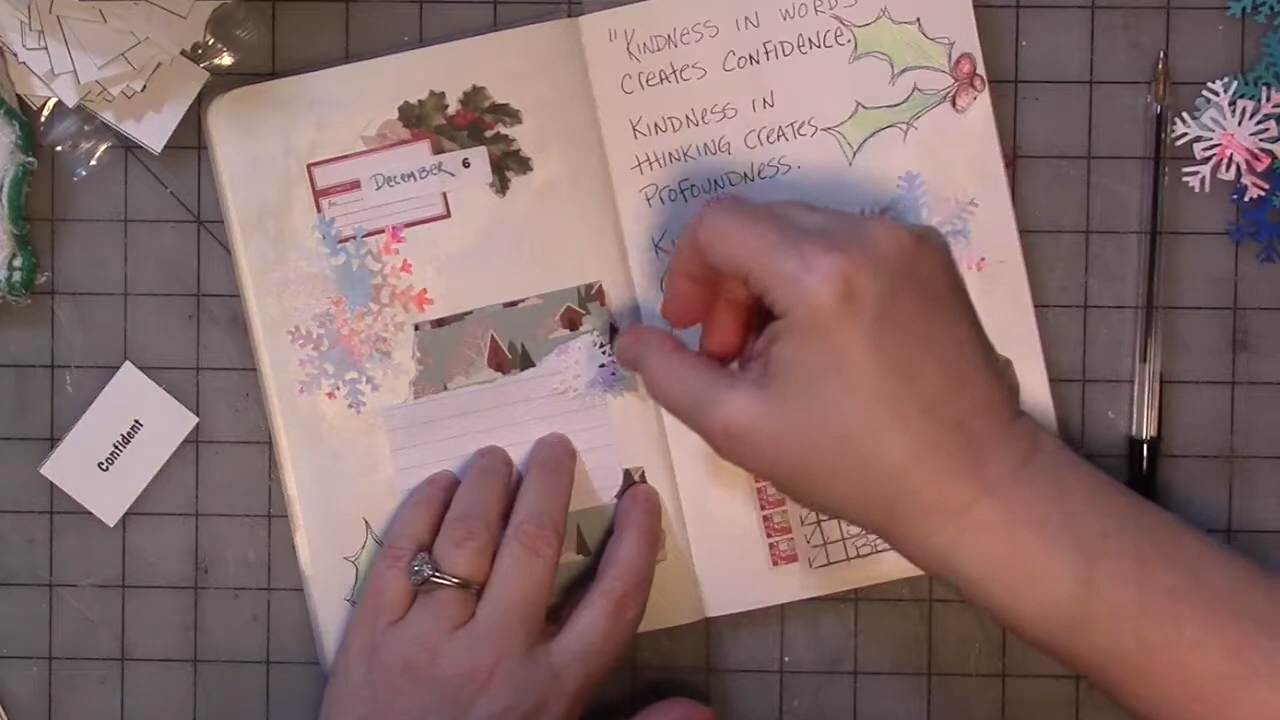 DECEMBER 6
Confident
"KINDNESS IN WORDS
CREATES CONFIDENCE.
KINDNESS IN
THINKING CREATES
PROFOUNDNESS.